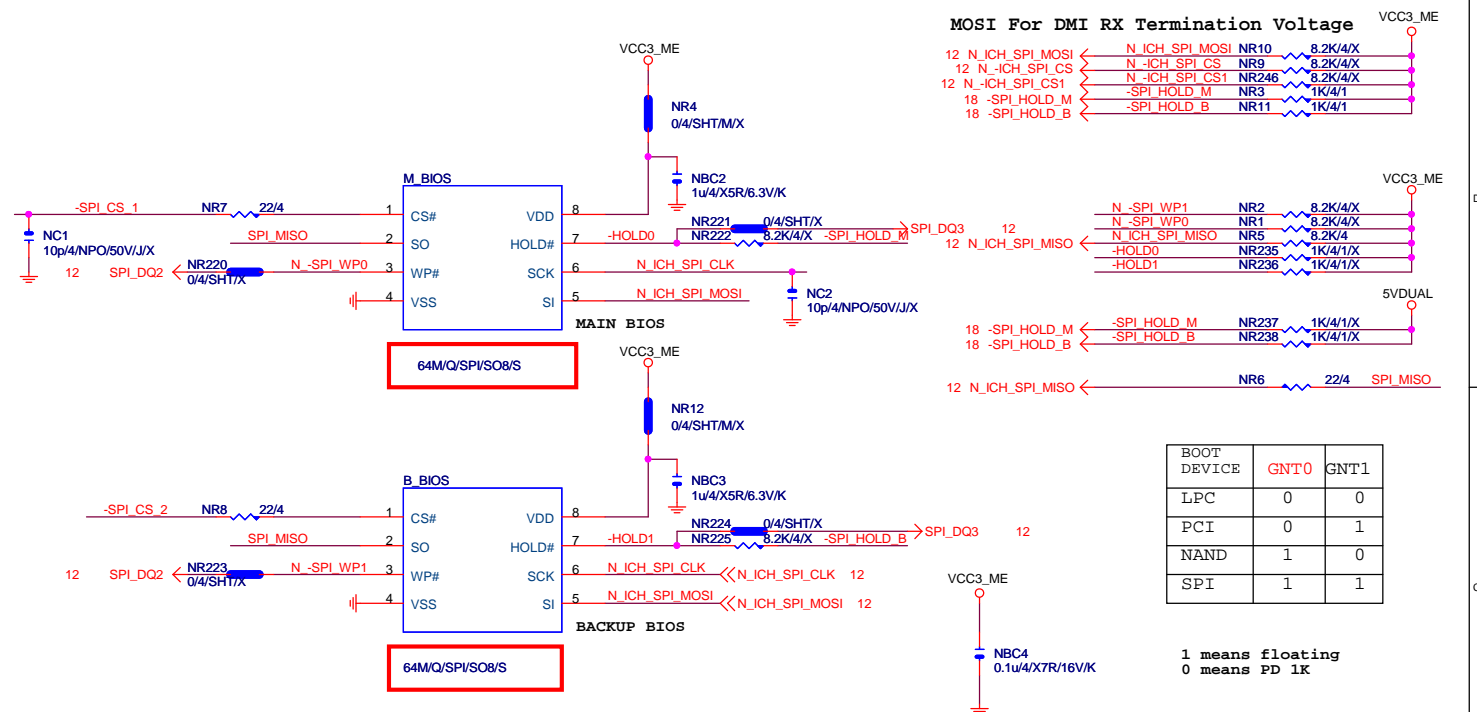 MOSI For DMI RX Termination Voltage
VCC3_ME
12 N_ICH_SPI_MOSI N_ICH_SPI_MOSI NR10 8.2K/4/X
12 N_-ICH_SPI_CS N_-ICH_SPI_CS NR9 8.2K/4/X
12 N_-ICH_SPI_CS1 N_-ICH_SPI_CS1 NR246 8.2K/4/X
18 -SPI_HOLD_M -SPI_HOLD_M NR3 1K/4/1
18 -SPI_HOLD_B -SPI_HOLD_B NR11 1K/4/1
VCC3_ME
NR4
0/4/SHT/M/X
NBC2
1u/4/X5R/6.3V/K
M_BIOS
-SPI_CS_1 NR7 22/4 1 CS# VDD 8
NC1
10p/4/NPO/50V/J/X
SPI_MISO 2 SO HOLD# 7 -HOLD0
NR221 0/4/SHT/X SPI_DQ3 12
NR222 8.2K/4/X -SPI_HOLD_M
12 SPI_DQ2 NR220 N_-SPI_WP0 3 WP# SCK 6 N_ICH_SPI_CLK
0/4/SHT/X
4 VSS SI 5 N_ICH_SPI_MOSI
NC2
10p/4/NPO/50V/J/X
MAIN BIOS
64M/Q/SPI/SO8/S
VCC3_ME
N_-SPI_WP1 NR2 8.2K/4/X
N_-SPI_WP0 NR1 8.2K/4/X
12 N_ICH_SPI_MISO N_ICH_SPI_MISO NR5 8.2K/4
-HOLD0 NR235 1K/4/1/X
-HOLD1 NR236 1K/4/1/X
5VDUAL
18 -SPI_HOLD_M -SPI_HOLD_M NR237 1K/4/1/X
18 -SPI_HOLD_B -SPI_HOLD_B NR238 1K/4/1/X
12 N_ICH_SPI_MISO NR6 22/4 SPI_MISO
VCC3_ME
NR12
0/4/SHT/M/X
NBC3
1u/4/X5R/6.3V/K
B_BIOS
-SPI_CS_2 NR8 22/4 1 CS# VDD 8
SPI_MISO 2 SO HOLD# 7 -HOLD1
NR224 0/4/SHT/X SPI_DQ3 12
NR225 8.2K/4/X -SPI_HOLD_B
12 SPI_DQ2 NR223 N_-SPI_WP1 3 WP# SCK 6 N_ICH_SPI_CLK N_ICH_SPI_CLK 12
0/4/SHT/X
4 VSS SI 5 N_ICH_SPI_MOSI N_ICH_SPI_MOSI 12
BACKUP BIOS
64M/Q/SPI/SO8/S
VCC3_ME
NBC4
0.1u/4/X7R/16V/K
BOOT
DEVICE GNT0 GNT1
LPC 0 0
PCI 0 1
NAND 1 0
SPI 1 1
1 means floating
0 means PD 1K